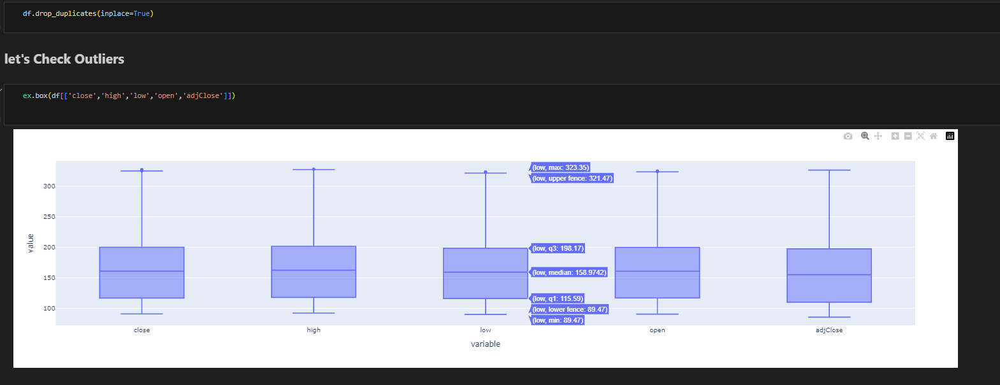 df.drop_duplicates(inplace=True)
let's Check Outliers
ex.box(df[['close','high','low','open','adjClose']])
(low, max: 323.35)
(low, upper fence: 321.47)
300
250
200
(low, q3: 198.17)
value
150
(low, median: 158.9742)
(low, q1: 115.59)
100
(low, lower fence: 89.47)
(low, min: 89.47)
close
high
low
open
adjClose
variable